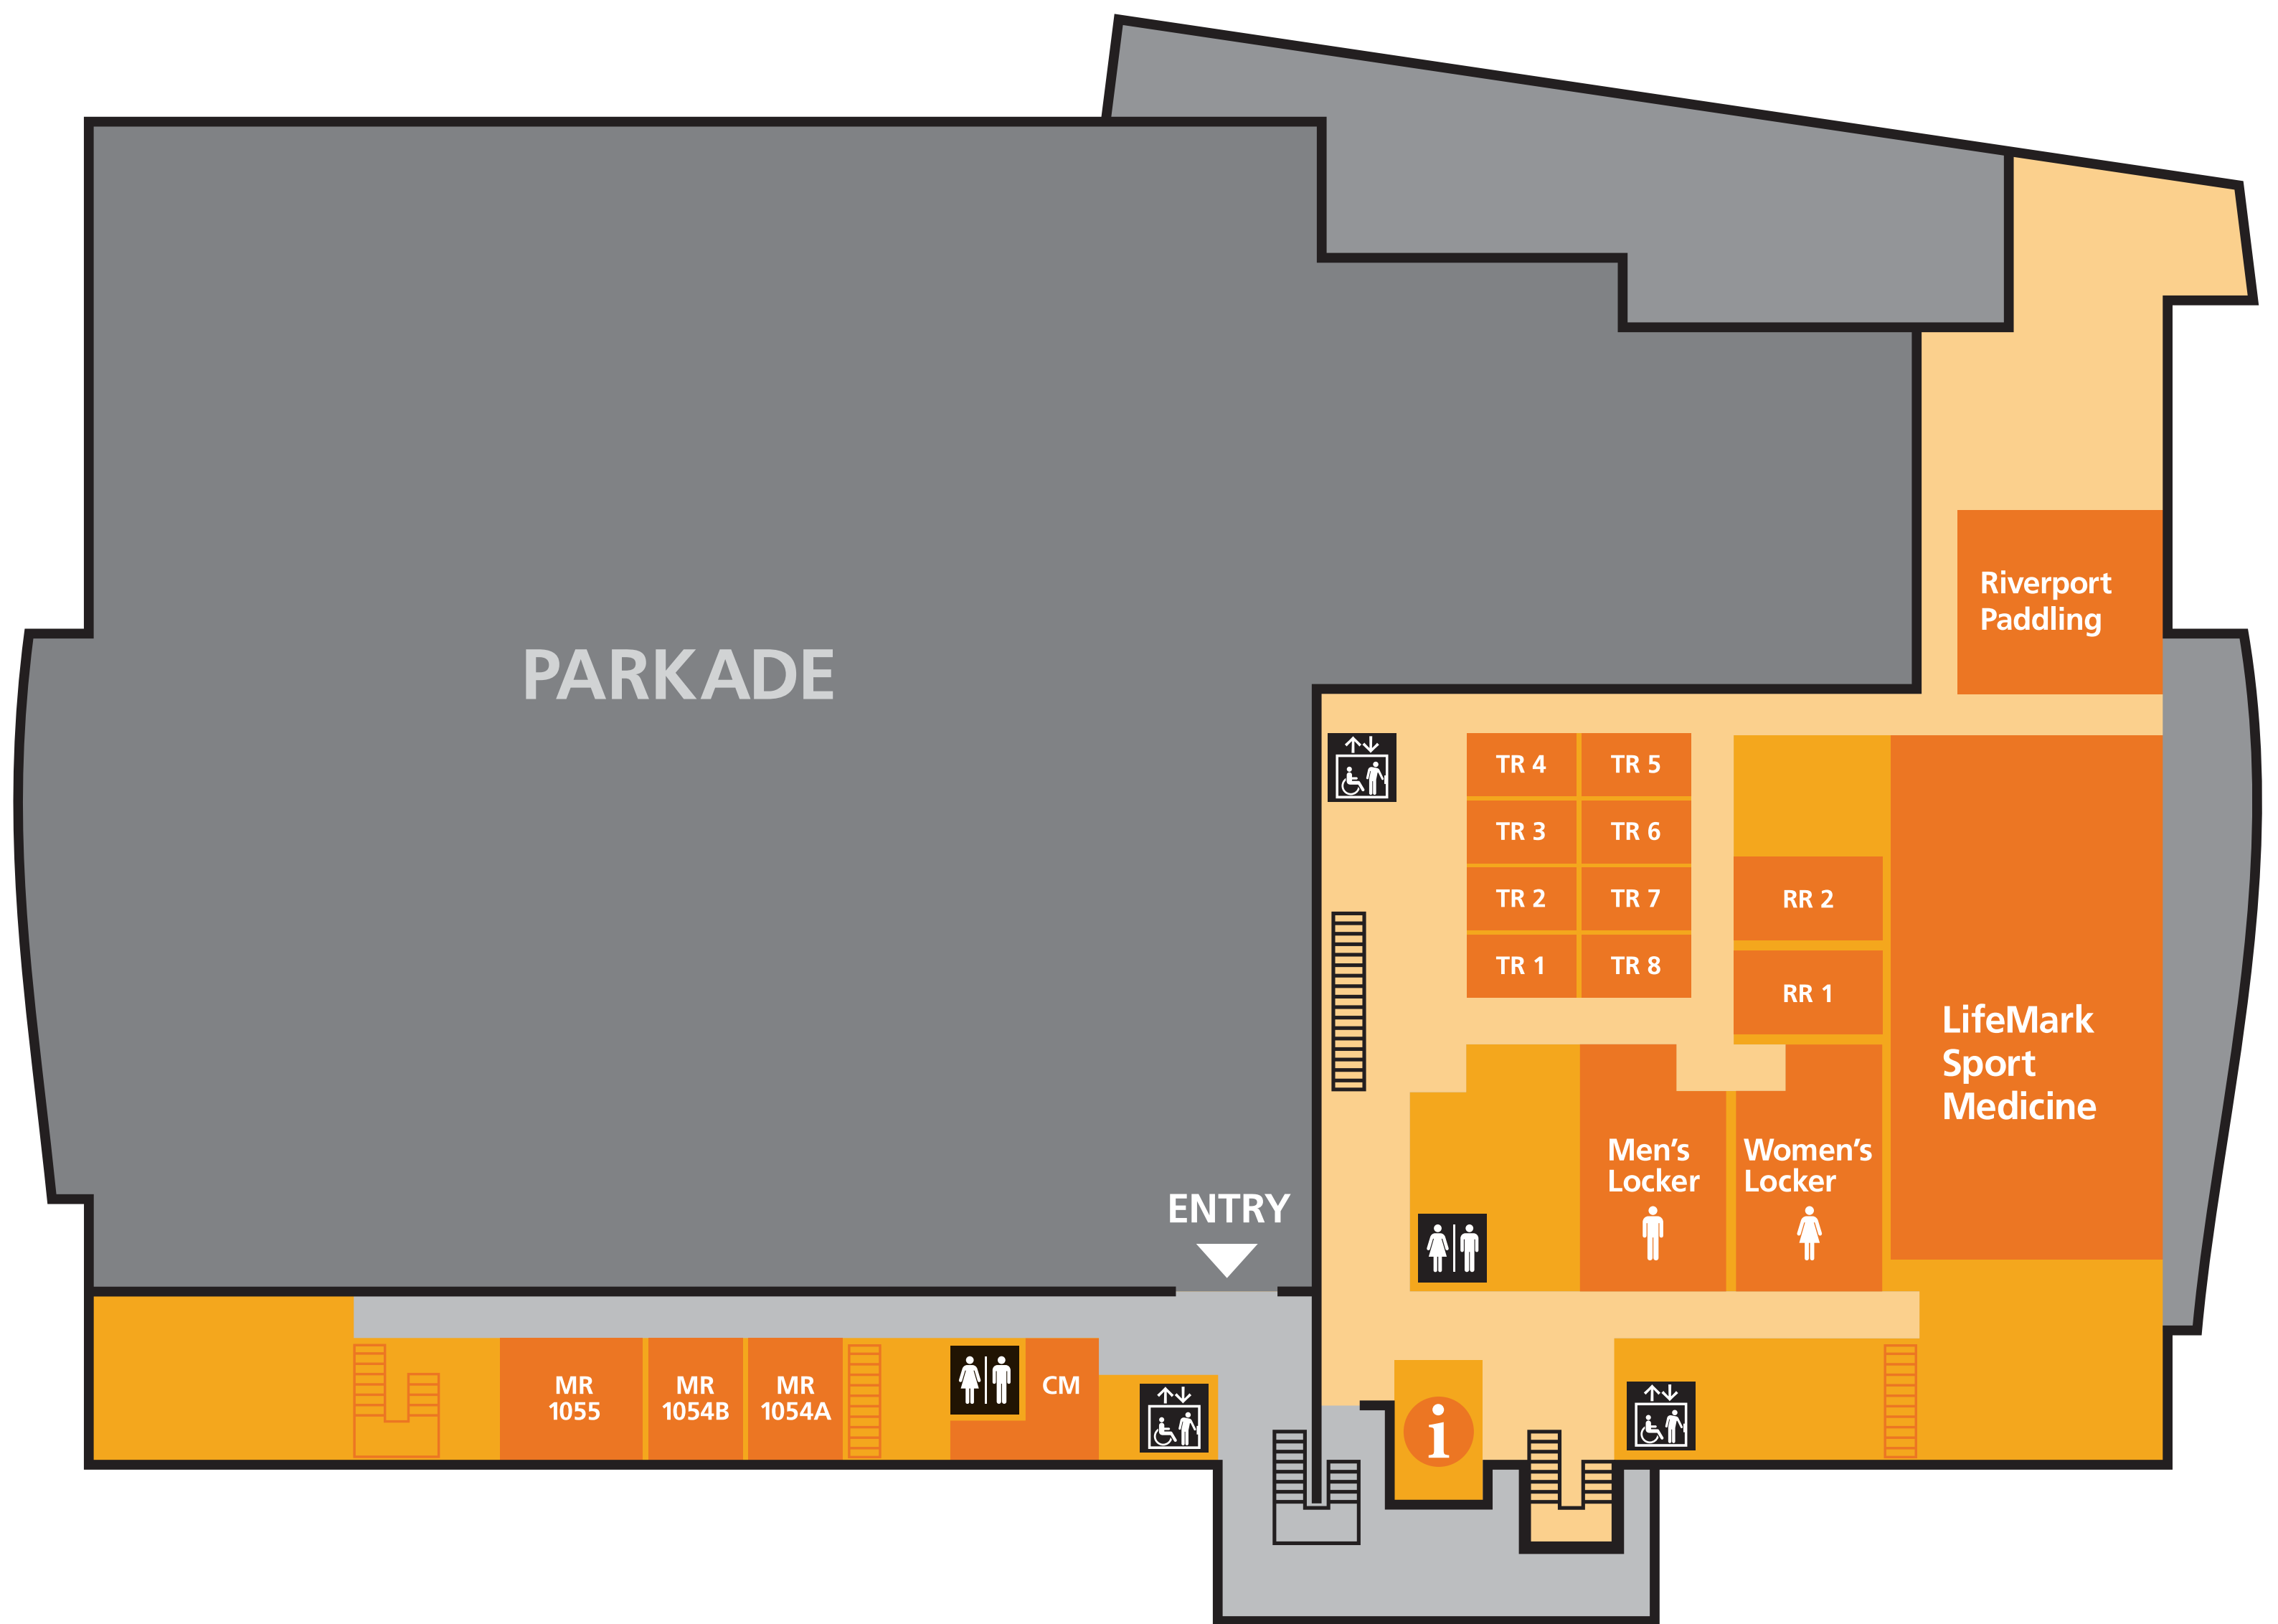 Riverport
Paddling
PARKADE
TR 4
TR 5
TR 3
TR 6
TR 2
TR 7
TR 1
TR 8
RR 2
RR 1
LifeMark
Sport
Medicine
Men’s
Locker
Women’s
Locker
ENTRY
MR
1055
MR
1054B
MR
1054A
CM
i